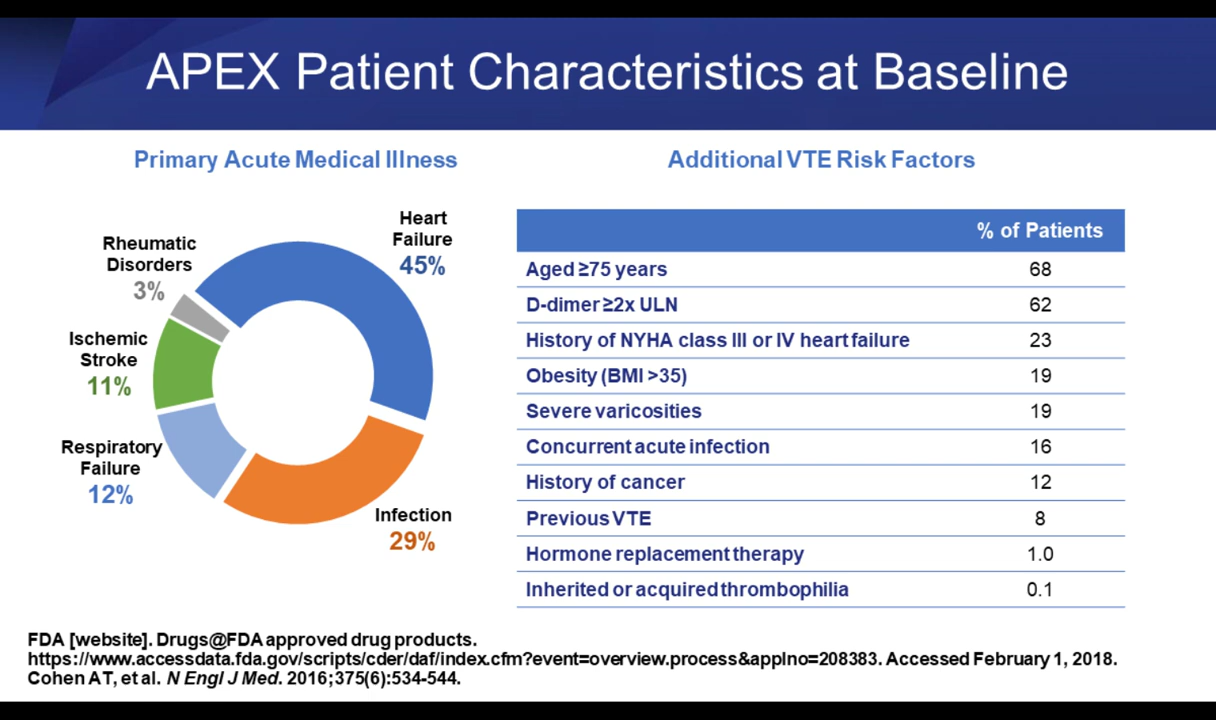 APEX Patient Characteristics at Baseline
Primary Acute Medical Illness
Heart
Failure
45%
Rheumatic
Disorders
3%
Ischemic
Stroke
11%
Respiratory
Failure
12%
Infection
29%
Additional VTE Risk Factors
% of Patients
Aged ≥75 years 68
D-dimer ≥2x ULN 62
History of NYHA class III or IV heart failure 23
Obesity (BMI >35) 19
Severe varicosities 19
Concurrent acute infection 16
History of cancer 12
Previous VTE 8
Hormone replacement therapy 1.0
Inherited or acquired thrombophilia 0.1
FDA [website]. Drugs@FDA approved drug products.
https://www.accessdata.fda.gov/scripts/cder/daf/index.cfm?event=overview.process&applno=208383. Accessed February 1, 2018.
Cohen AT, et al. N Engl J Med. 2016;375(6):534-544.